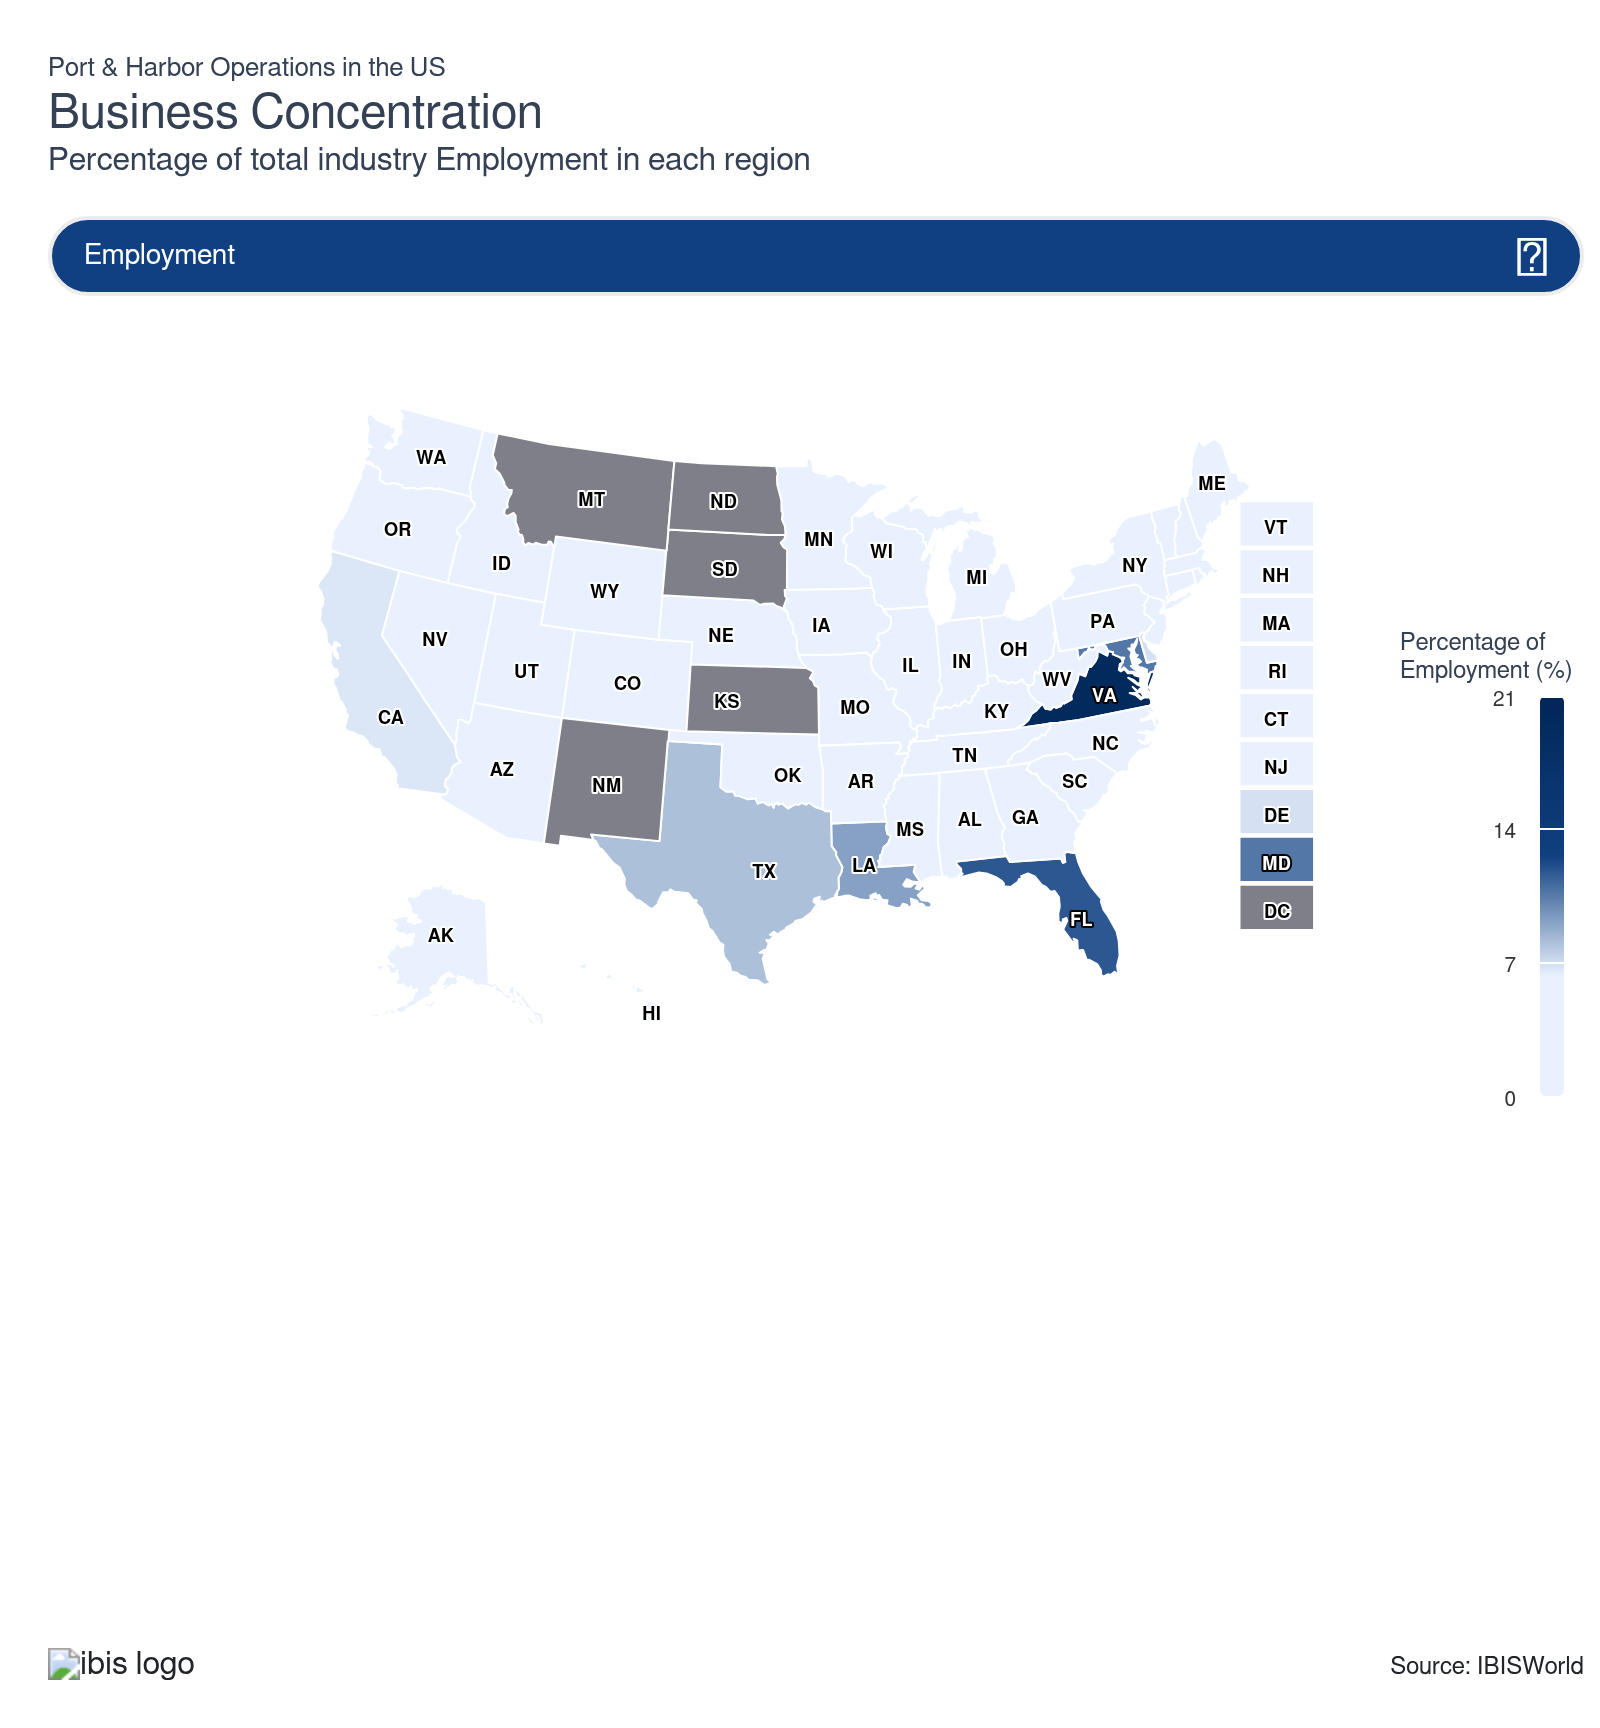 Port & Harbor Operations in the US
Business Concentration
Percentage of total industry Employment in each region
Employment
WA
MT
ND
ME
MN
VT
OR
WI
ID
NY
SD
NH
MI
WY
PA
MA
IA
NE
NV
OH
Percentage of
Employment (%)
IL
IN
UT
RI
WV
CO
VA
21
KS
MO
KY
CA
CT
NC
TN
AZ
NJ
OK
AR
SC
NM
DE
GA
AL
MS
14
MD
LA
TX
DC
FL
AK
7
HI
0
ibis logo
Source: IBISWorld